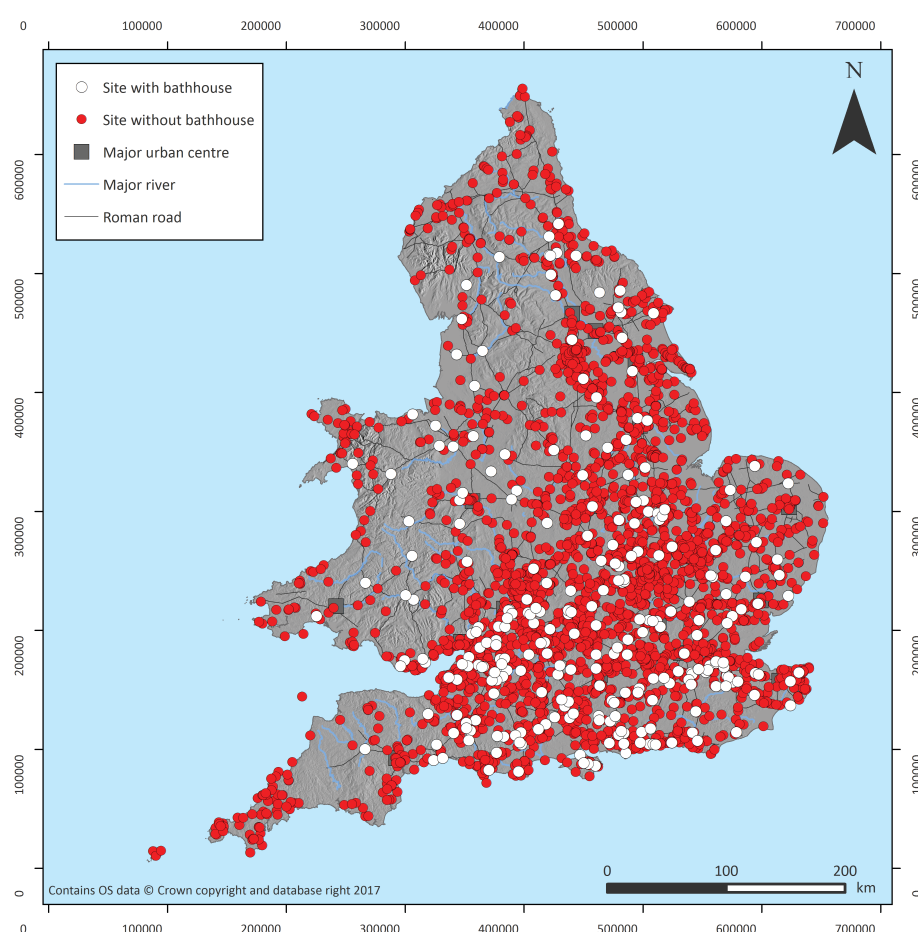 0 100000 200000 300000 400000 500000 600000 700000
N
Site with bathhouse
Site without bathhouse
Major urban centre
Major river
Roman road
600000 600000
500000 500000
400000 400000
300000 300000
200000 200000
100000 100000
0 0
0 100 200
km
Contains OS data © Crown copyright and database right 2017
0 100000 200000 300000 400000 500000 600000 700000